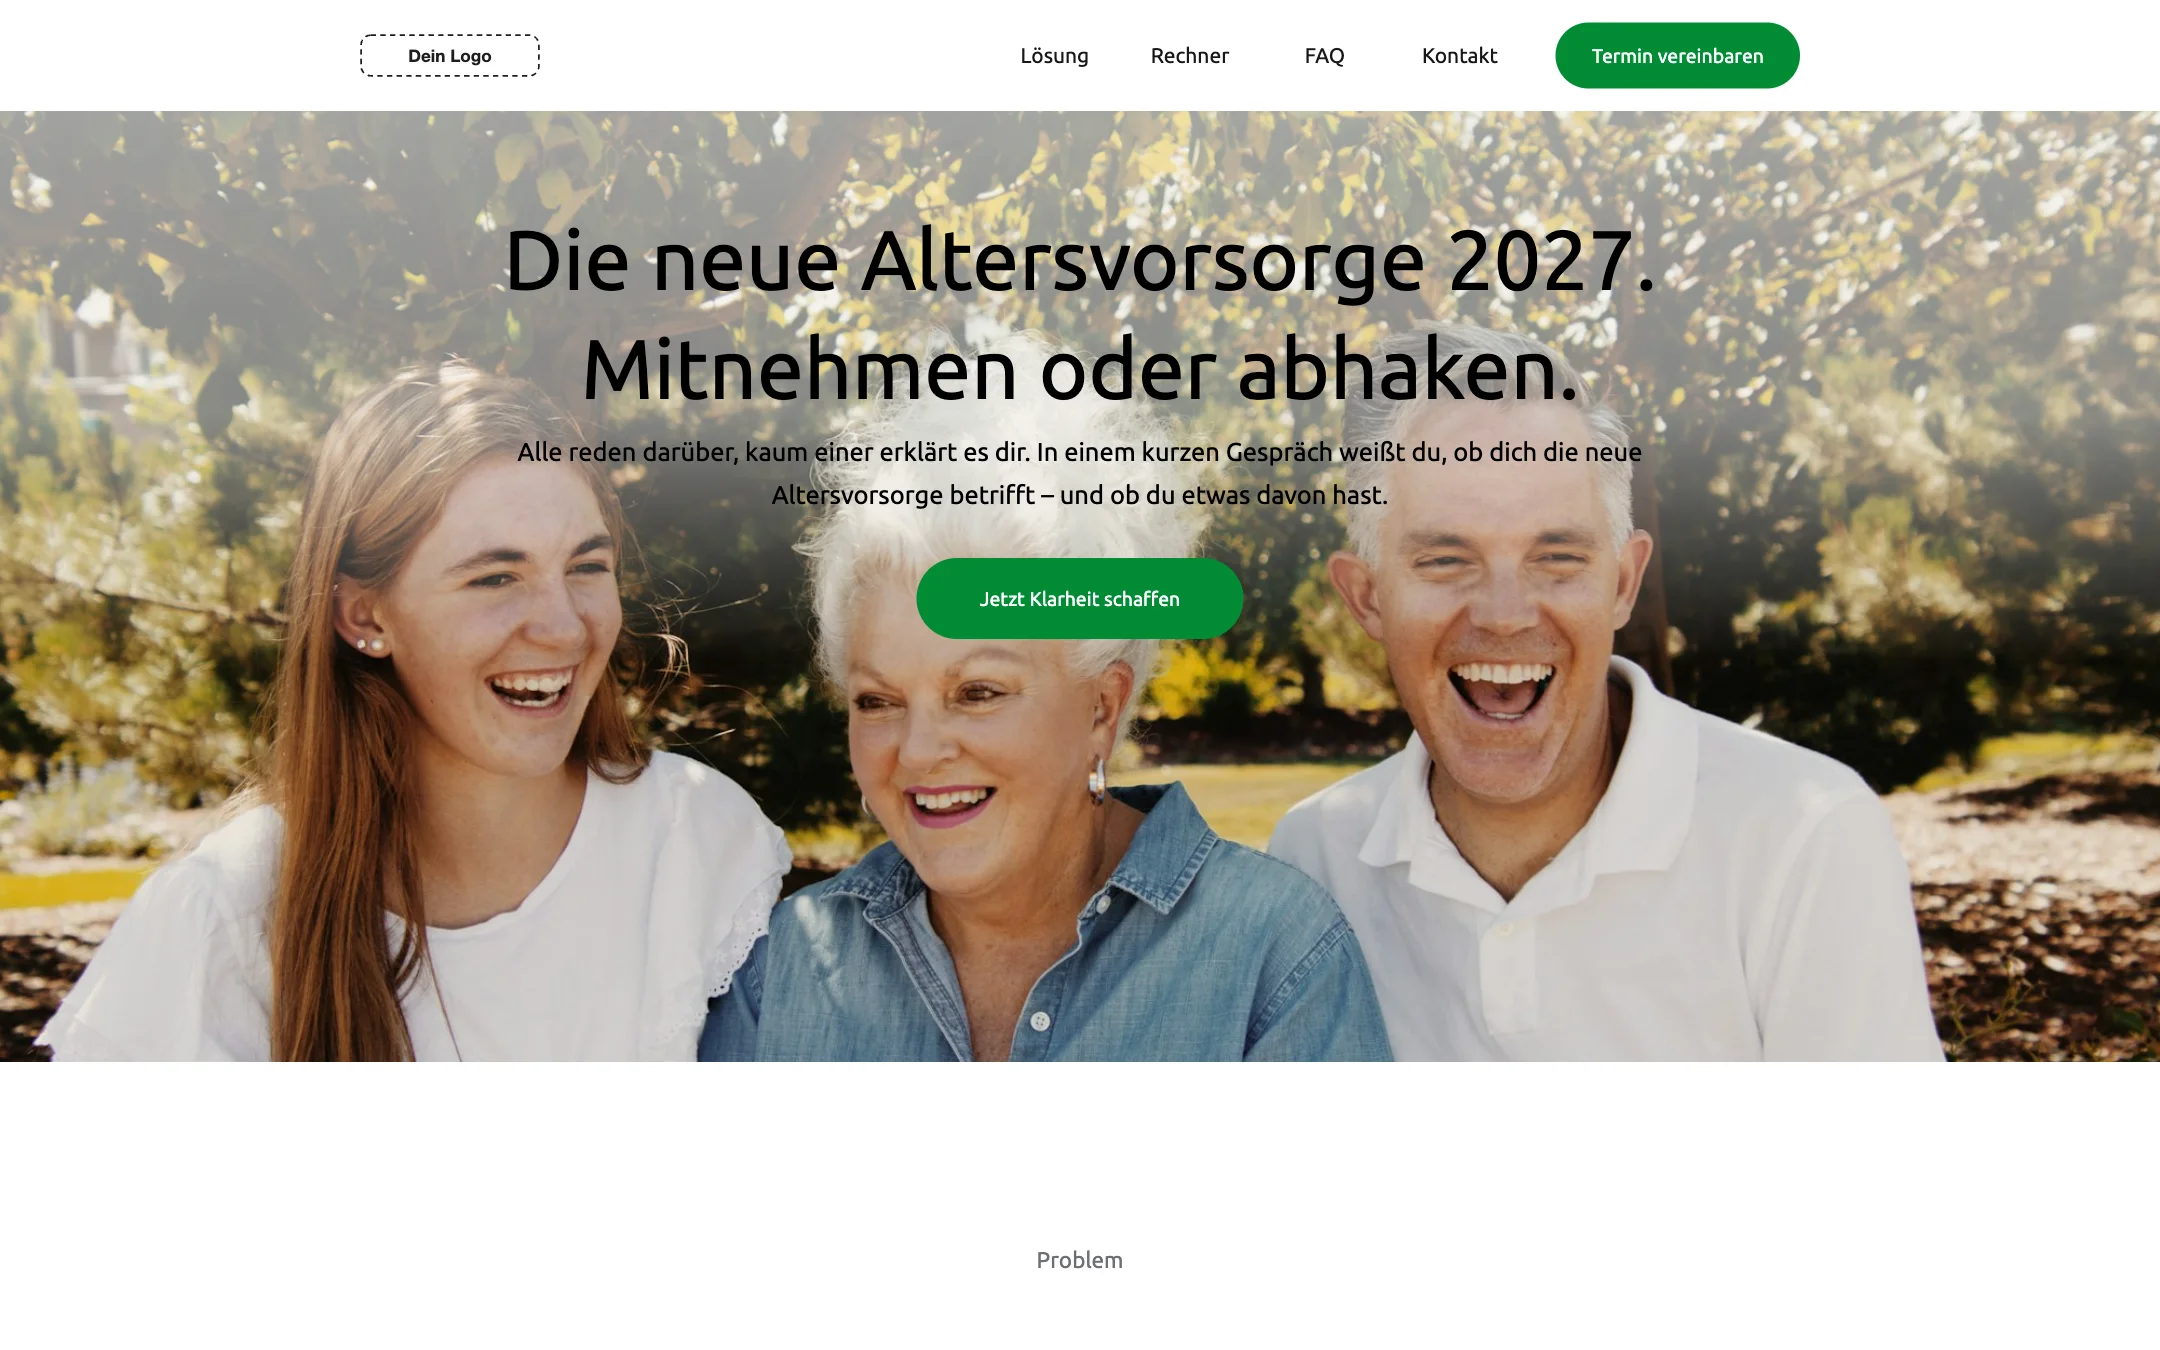 Dein Logo
Lösung
Rechner
FAQ
Kontakt
Termin vereinbaren
Die neue Altersvorsorge 2027.
Mitnehmen oder abhaken.
Alle reden darüber, kaum einer erklärt es dir. In einem kurzen Gespräch weißt du, ob dich die neue
Altersvorsorge betrifft – und ob du etwas davon hast.
Jetzt Klarheit schaffen
Problem